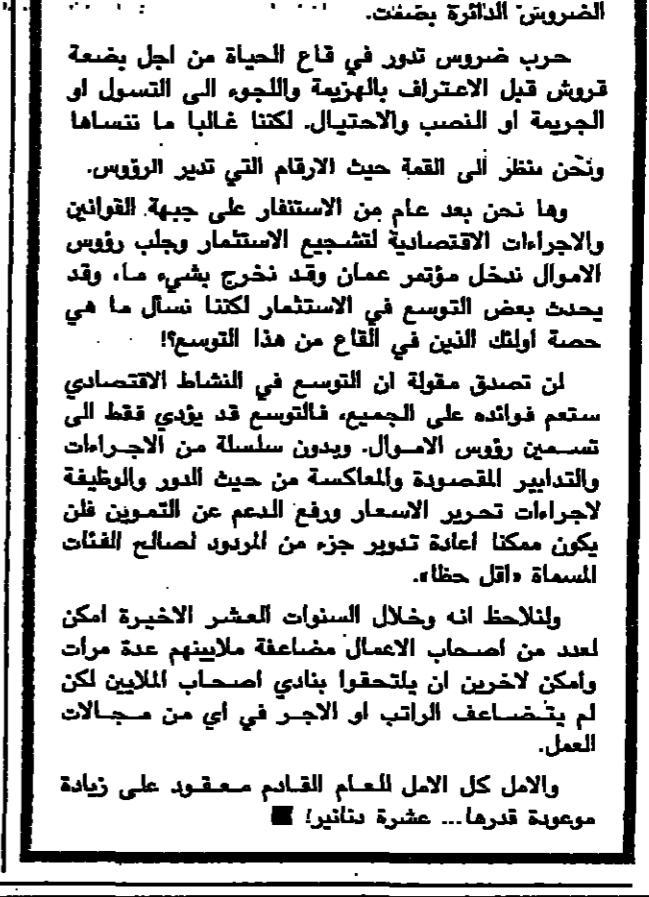 الضروس الدائرة بصمت.
حرب ضروس تدور في قاع الحياة من اجل بضعة
قروش قبل الاعتراف بالهزيمة واللجوء الى التسول او
الجريمة او النصب والاحتيال. لكننا غالبا ما ننساها
ونحن ننظر الى القمة حيث الارقام التي تدير الرؤوس.
وها نحن بعد عام من الاستنفار على جبهة القوانين
والاجراءات الاقتصادية لتشجيع الاستثمار وجلب رؤوس
الاموال ندخل مؤتمر عمان وقد نخرج بشيء ما، وقد
يحدث بعض التوسع في الاستثمار لكننا نسأل ما هي
حصة أولئك الذين في القاع من هذا التوسع؟!
لن تصدق مقولة ان التوسع في النشاط الاقتصادي
ستعم فوائده على الجميع، فالتوسع قد يؤدي فقط الى
تسمين رؤوس الاموال. وبدون سلسلة من الاجراءات
والتدابير المقصودة والمعاكسة من حيث الدور والوظيفة
لاجراءات تحرير الاسعار ورفع الدعم عن التموين فلن
يكون ممكنا اعادة تدوير جزء من المردود لصالح الفئات
المسماة «اقل حظا».
ولنلاحظ انه وخلال السنوات العشر الاخيرة امكن
لعدد من اصحاب الاعمال مضاعفة ملايينهم عدة مرات
وامكن لاخرين ان يلتحقوا بنادي اصحاب الملايين لكن
لم يتضاعف الراتب او الاجر في اي من مجالات
العمل.
والامل كل الامل للعام القادم معقود على زيادة
موعودة قدرها... عشرة دنانير!